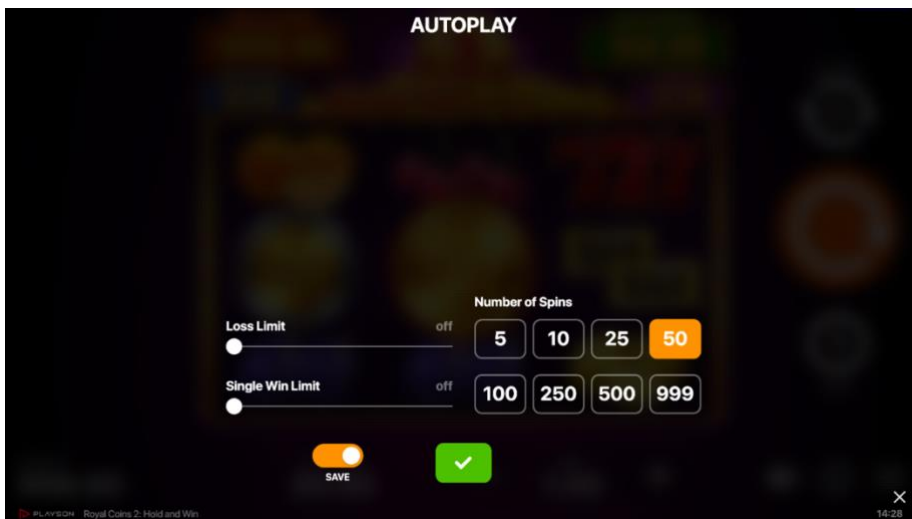 AUTOPLAY
Number of Spins
Loss Limit off
5 10 25 50
Single Win Limit off
100 250 500 999
SAVE
PLAYSON Royal Coins 2: Hold and Win
14:28